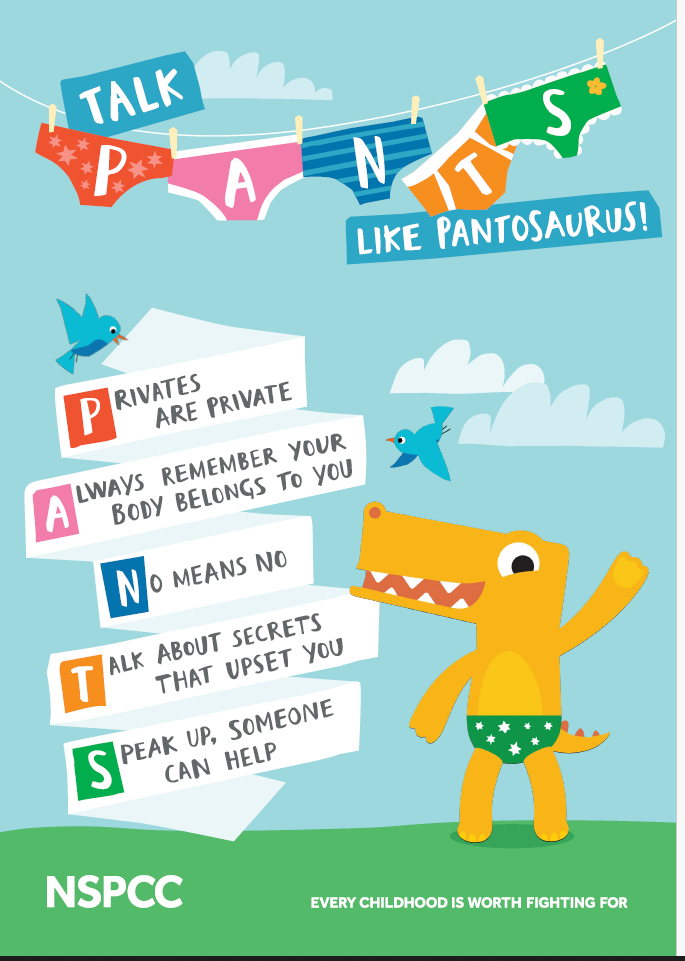 TALK
PANTS
LIKE PANTOSAURUS!
PRIVATES
ARE PRIVATE
ALWAYS REMEMBER YOUR
BODY BELONGS TO YOU
NO MEANS NO
TALK ABOUT SECRETS
THAT UPSET YOU
SPEAK UP, SOMEONE
CAN HELP
NSPCC
EVERY CHILDHOOD IS WORTH FIGHTING FOR